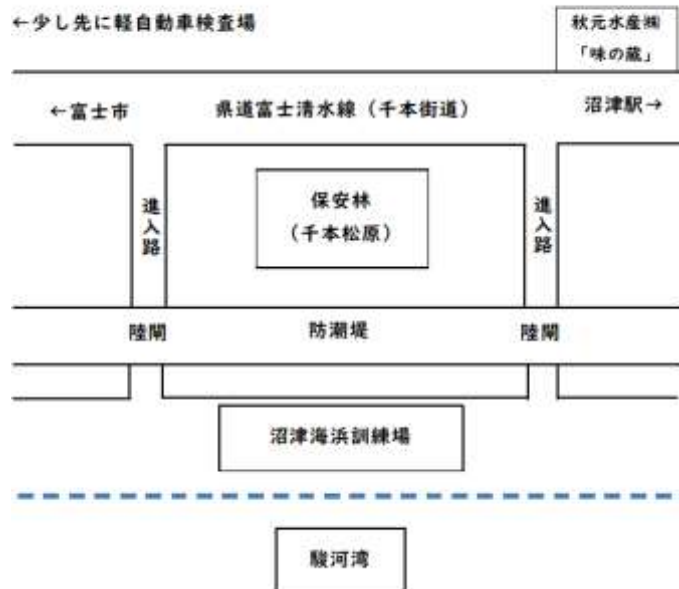 ←少し先に軽自動車検査場
秋元水産㈱
「味の蔵」
←富士市
県道富士清水線（千本街道）
沼津駅→
進入路
保安林
（千本松原）
進入路
陸閘
防潮堤
陸閘
沼津海浜訓練場
駿河湾